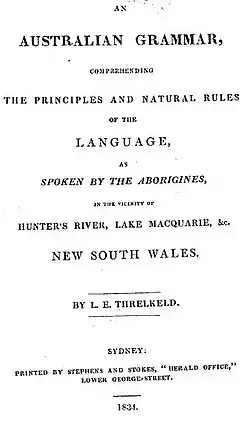 AN
AUSTRALIAN GRAMMAR,
COMPREHENDING
THE PRINCIPLES AND NATURAL RULES
OF THE
LANGUAGE,
AS
SPOKEN BY THE ABORIGINES,
IN THE VICINITY OF
HUNTER'S RIVER, LAKE MACQUARIE, &c.
NEW SOUTH WALES.
BY L. E. THRELKELD.
SYDNEY:
PRINTED BY STEPHENS AND STOKES, "HERALD OFFICE,"
LOWER GEORGE-STREET.
1834.